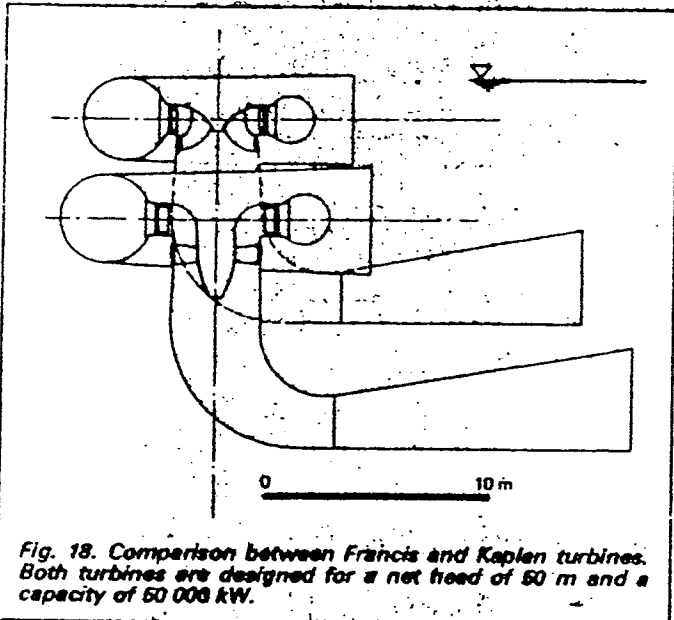 0 10 m
Fig. 18. Comparison between Francis and Kaplan turbines.
Both turbines are designed for a net head of 50 m and a
capacity of 50 000 kW.